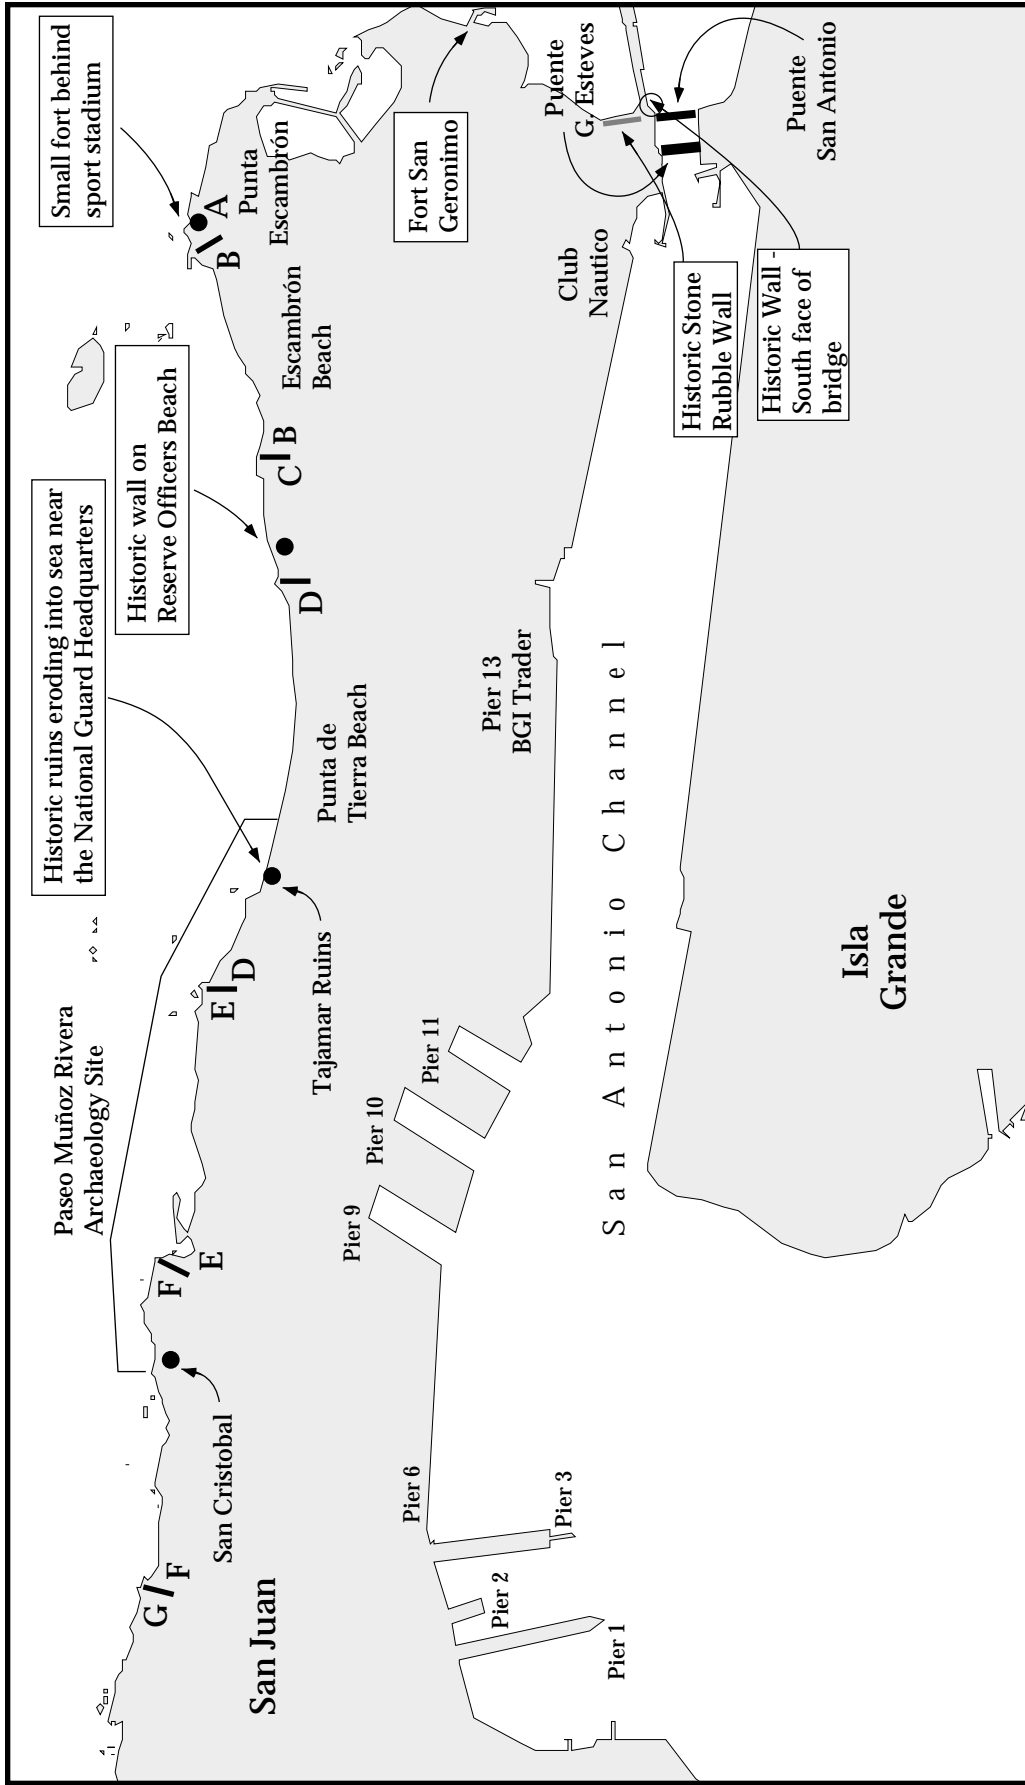 Small fort behind
sport stadium
Historic ruins eroding into sea near
the National Guard Headquarters
Historic wall on
Reserve Officers Beach
Paseo Muñoz Rivera
Archaeology Site
G
F
F
E
E
D
D
C
B
B
A
Punta
Escambrón
Escambrón
Beach
San Cristobal
San Juan
Tajamar Ruins
Punta de
Tierra Beach
Fort San
Geronimo
Puente
G. Esteves
Puente
San Antonio
Club
Nautico
Historic Stone
Rubble Wall
Historic Wall -
South face of
bridge
Pier 1
Pier 2
Pier 3
Pier 6
Pier 9
Pier 10
Pier 11
Pier 13
BGI Trader
San Antonio Channel
Isla
Grande